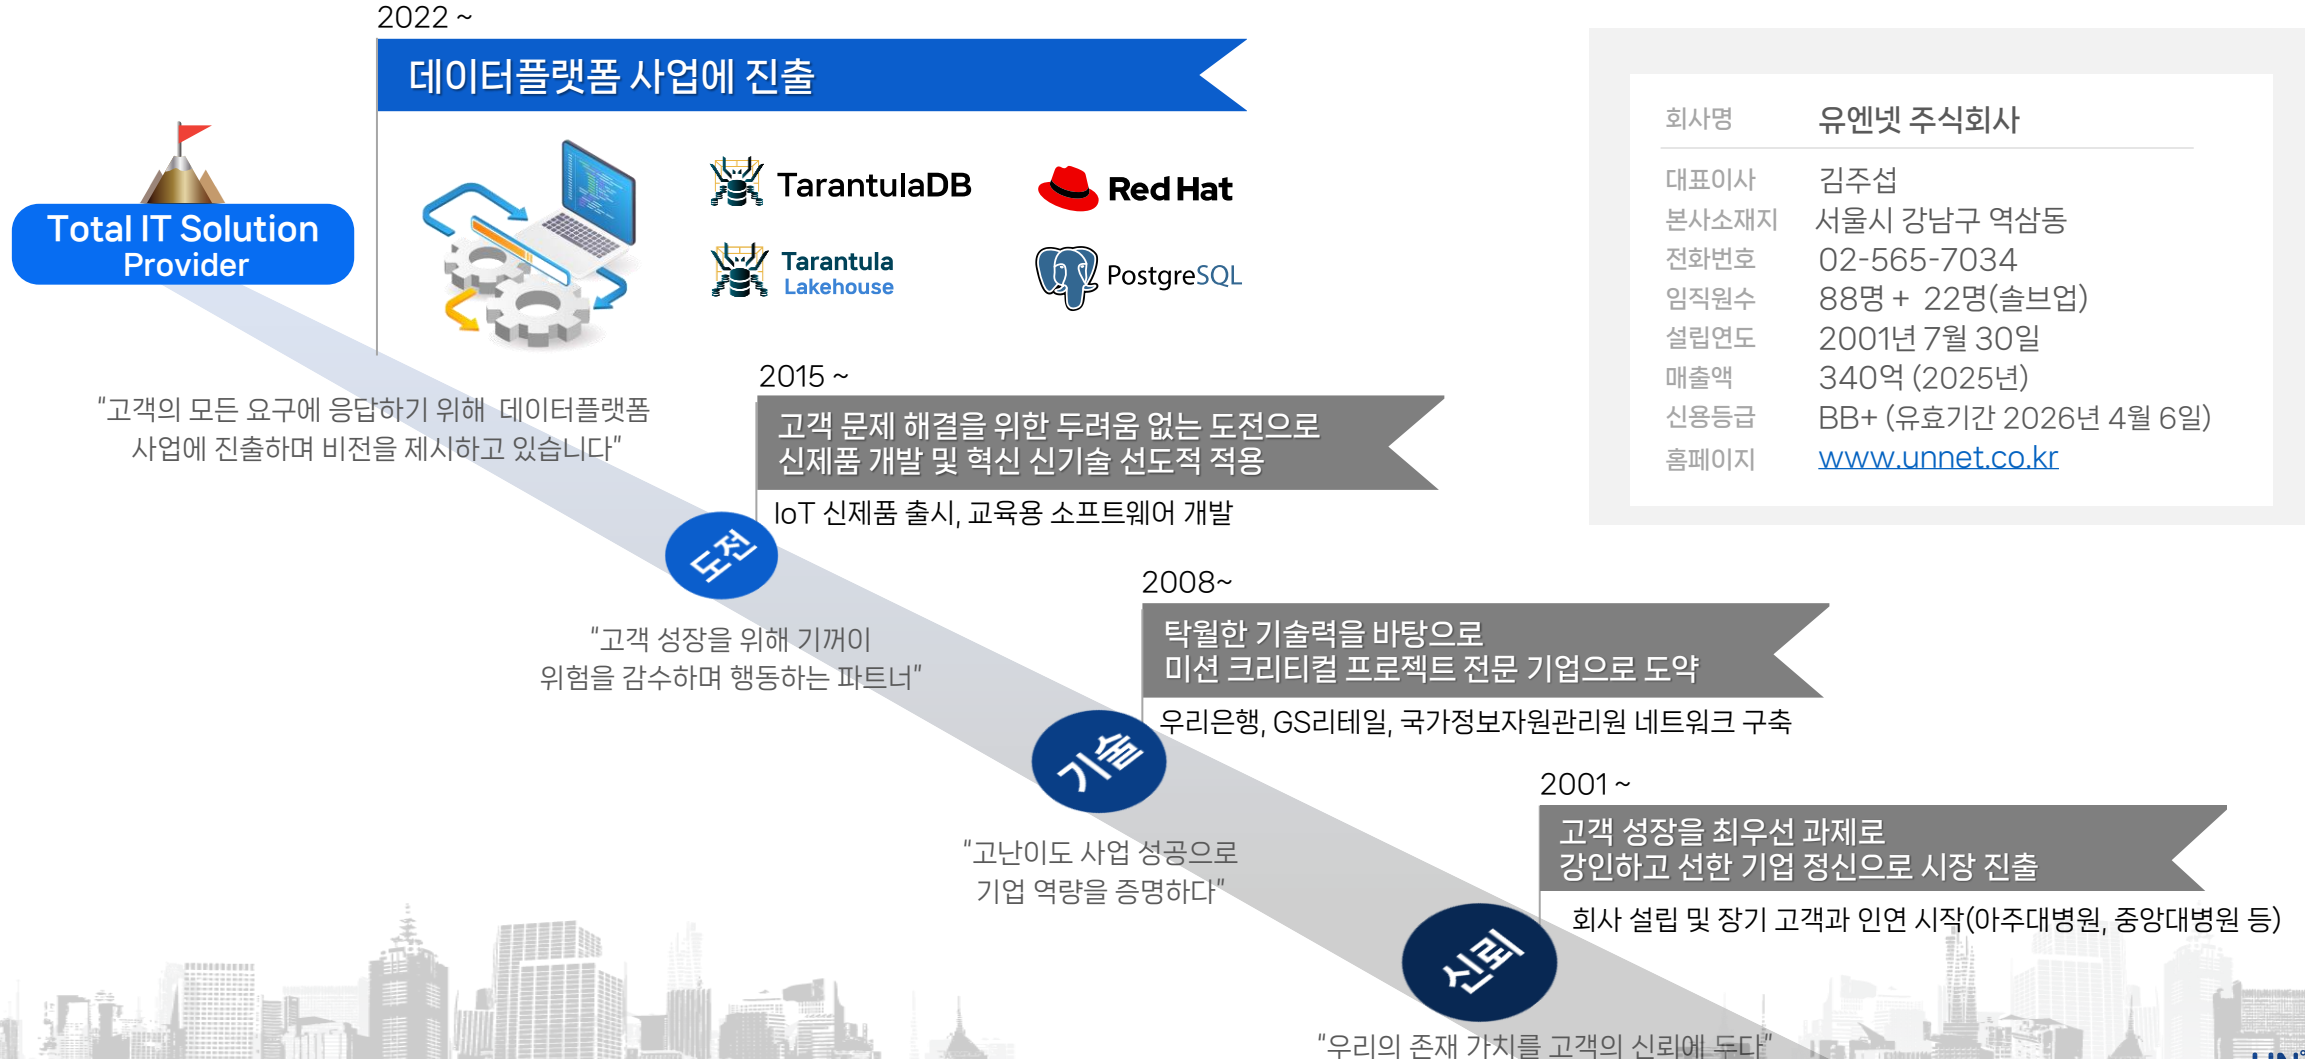 2022 ~
데이터플랫폼 사업에 진출
Total IT Solution
Provider
TarantulaDB
Red Hat
Tarantula
Lakehouse
PostgreSQL
"고객의 모든 요구에 응답하기 위해 데이터플랫폼
사업에 진출하며 비전을 제시하고 있습니다"
회사명 유엔넷 주식회사
대표이사 김주섭
본사소재지 서울시 강남구 역삼동
전화번호 02-565-7034
임직원수 88명 + 22명(솔브업)
설립연도 2001년 7월 30일
매출액 340억 (2025년)
신용등급 BB+ (유효기간 2026년 4월 6일)
홈페이지 www.unnet.co.kr
2015 ~
고객 문제 해결을 위한 두려움 없는 도전으로
신제품 개발 및 혁신 신기술 선도적 적용
IoT 신제품 출시, 교육용 소프트웨어 개발
도전
"고객 성장을 위해 기꺼이
위험을 감수하며 행동하는 파트너"
2008~
탁월한 기술력을 바탕으로
미션 크리티컬 프로젝트 전문 기업으로 도약
우리은행, GS리테일, 국가정보자원관리원 네트워크 구축
기술
"고난이도 사업 성공으로
기업 역량을 증명하다"
2001 ~
고객 성장을 최우선 과제로
강인하고 선한 기업 정신으로 시장 진출
회사 설립 및 장기 고객과 인연 시작(아주대병원, 중앙대병원 등)
신뢰
"우리의 존재 가치를 고객의 신뢰에 두다"